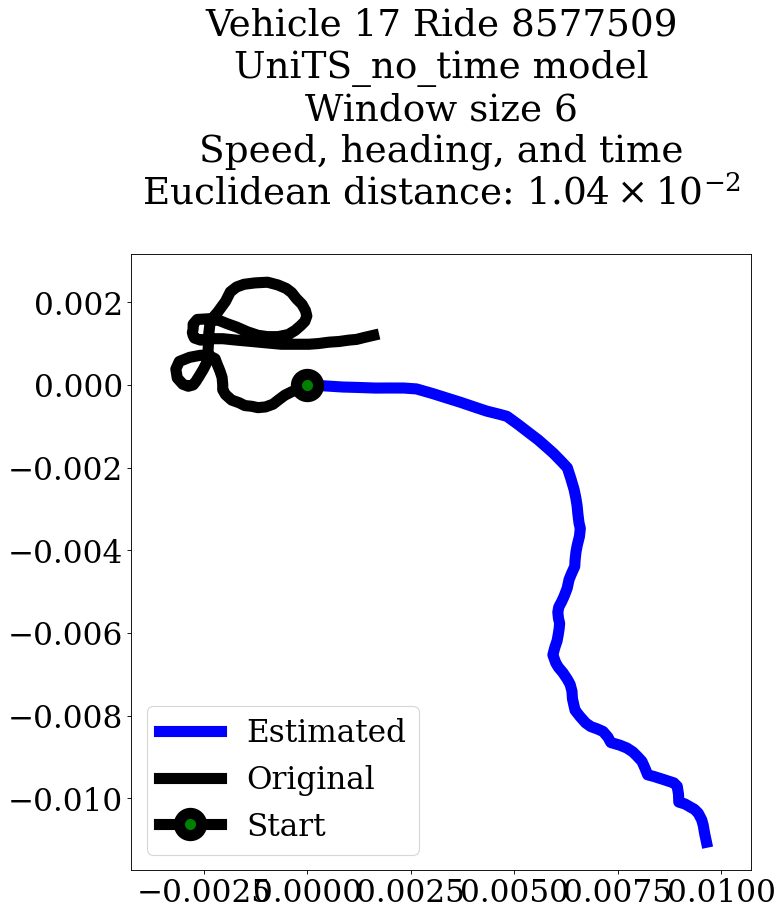 Vehicle 17 Ride 8577509
UniTS_no_time model
Window size 6
Speed, heading, and time
Euclidean distance: 1.04 × 10⁻²
0.002
0.000
−0.002
−0.004
−0.006
−0.008
−0.010
Estimated
Original
Start
−0.0025 0.0000 0.0025 0.0050 0.0075 0.0100